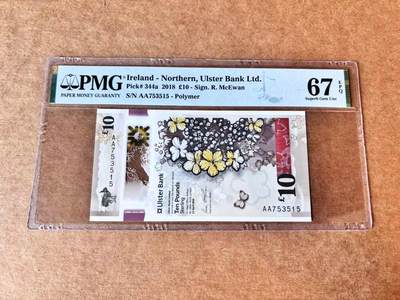 PMG
PAPER MONEY GUARANTY
Ireland - Northern, Ulster Bank Ltd.
Pick# 344a 2018 £10 - Sign. R. McEwan
S/N AA753515 - Polymer
67 EPQ
Superb Gem Unc
£10
AA753515
Ulster Bank
Ten Pounds
Sterling
£10
AA753515